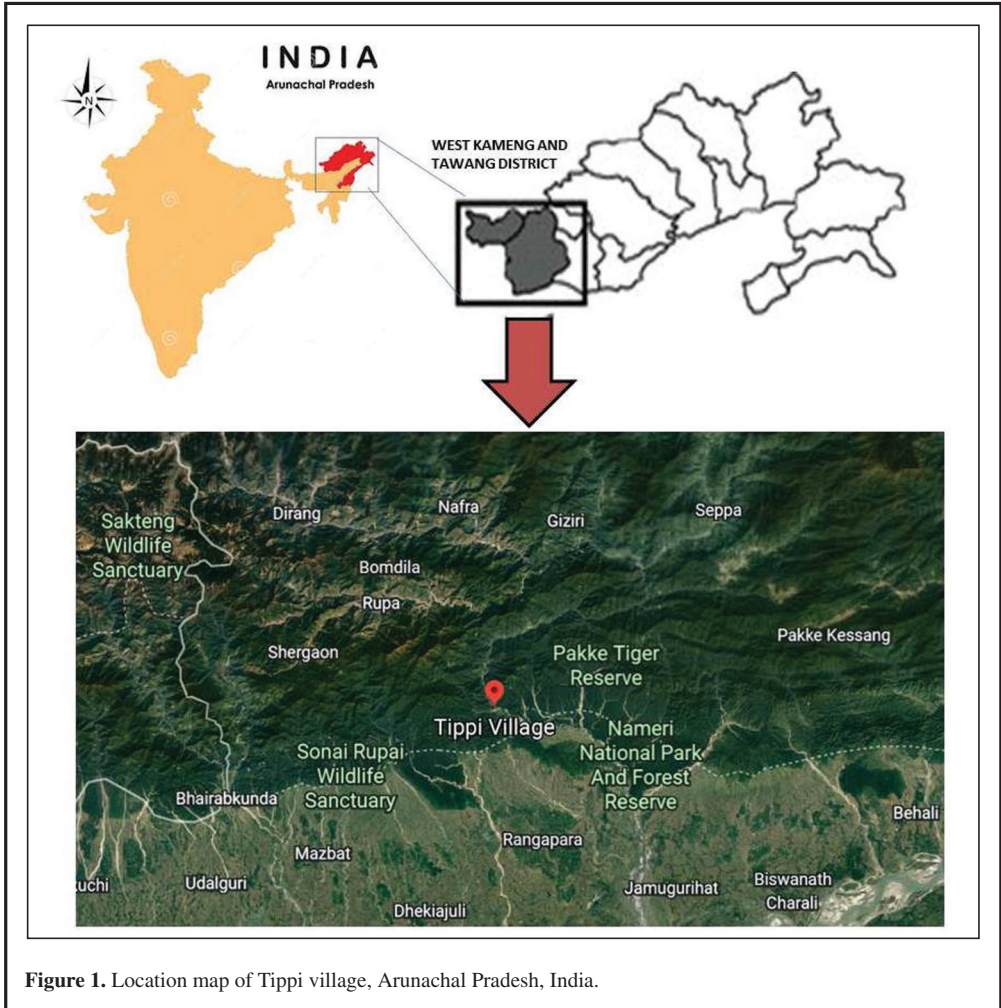 INDIA
Arunachal Pradesh
N
WEST KAMENG AND
TAWANG DISTRICT
Sakteng
Wildlife
Sanctuary
Dirang
Nafra
Giziri
Seppa
Bomdila
Rupa
Shergaon
Pakke Kessang
Pakke Tiger
Reserve
Tippi Village
Nameri
National Park
And Forest
Reserve
Sonai Rupai
Wildlife
Sanctuary
Bhairabkunda
Behali
Rangapara
Mazbat
uchi
Udalguri
Jamugurihat
Biswanath
Charali
Dhekiajuli
Figure 1. Location map of Tippi village, Arunachal Pradesh, India.